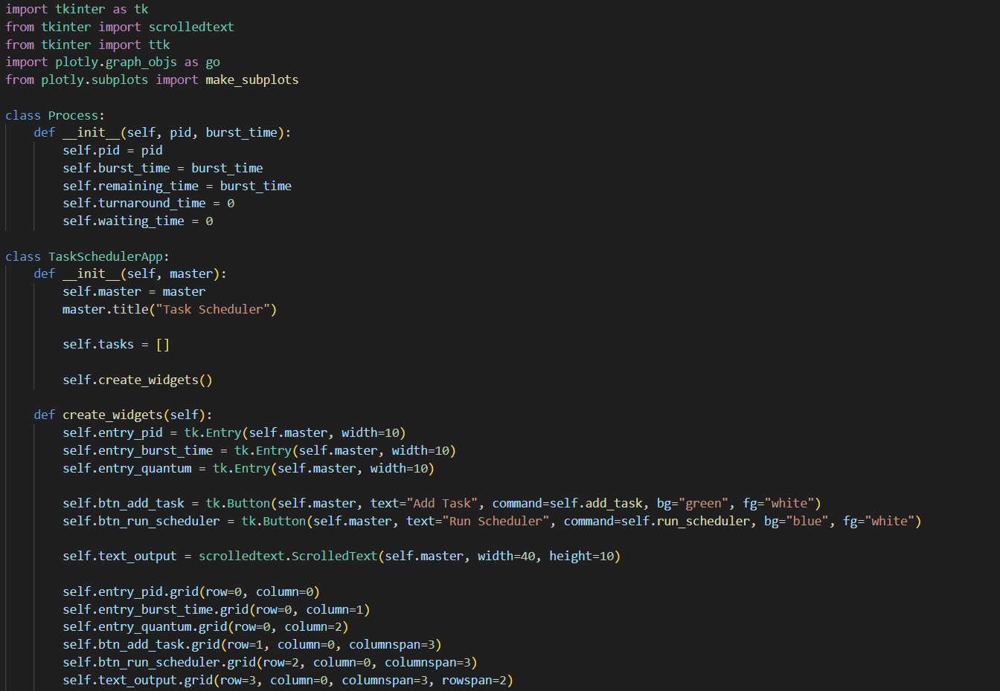 import tkinter as tk
from tkinter import scrolledtext
from tkinter import ttk
import plotly.graph_objs as go
from plotly.subplots import make_subplots

class Process:
    def __init__(self, pid, burst_time):
        self.pid = pid
        self.burst_time = burst_time
        self.remaining_time = burst_time
        self.turnaround_time = 0
        self.waiting_time = 0

class TaskSchedulerApp:
    def __init__(self, master):
        self.master = master
        master.title("Task Scheduler")

        self.tasks = []

        self.create_widgets()

    def create_widgets(self):
        self.entry_pid = tk.Entry(self.master, width=10)
        self.entry_burst_time = tk.Entry(self.master, width=10)
        self.entry_quantum = tk.Entry(self.master, width=10)

        self.btn_add_task = tk.Button(self.master, text="Add Task", command=self.add_task, bg="green", fg="white")
        self.btn_run_scheduler = tk.Button(self.master, text="Run Scheduler", command=self.run_scheduler, bg="blue", fg="white")

        self.text_output = scrolledtext.ScrolledText(self.master, width=40, height=10)

        self.entry_pid.grid(row=0, column=0)
        self.entry_burst_time.grid(row=0, column=1)
        self.entry_quantum.grid(row=0, column=2)
        self.btn_add_task.grid(row=1, column=0, columnspan=3)
        self.btn_run_scheduler.grid(row=2, column=0, columnspan=3)
        self.text_output.grid(row=3, column=0, columnspan=3, rowspan=2)